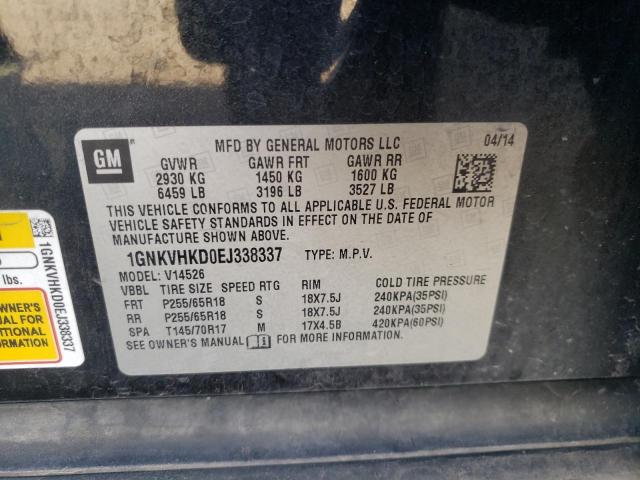 GM
MFD BY GENERAL MOTORS LLC 04/14
GVWR GAWR FRT GAWR RR
2930 KG 1450 KG 1600 KG
6459 LB 3196 LB 3527 LB
THIS VEHICLE CONFORMS TO ALL APPLICABLE U.S. FEDERAL MOTOR
VEHICLE SAFETY STANDARDS IN EFFECT ON THE DATE OF
MANUFACTURE SHOWN ABOVE.
1GNKVHKD0EJ338337 TYPE: M.P.V.
MODEL: V14526
VBBL TIRE SIZE SPEED RTG RIM COLD TIRE PRESSURE
FRT P255/65R18 S 18X7.5J 240KPA(35PSI)
RR P255/65R18 S 18X7.5J 240KPA(35PSI)
SPA T145/70R17 M 17X4.5B 420KPA(60PSI)
SEE OWNER'S MANUAL FOR MORE INFORMATION.
1GNKVHKD0EJ338337
lbs.
OWNER'S
UAL FOR
ITIONAL
RMATION